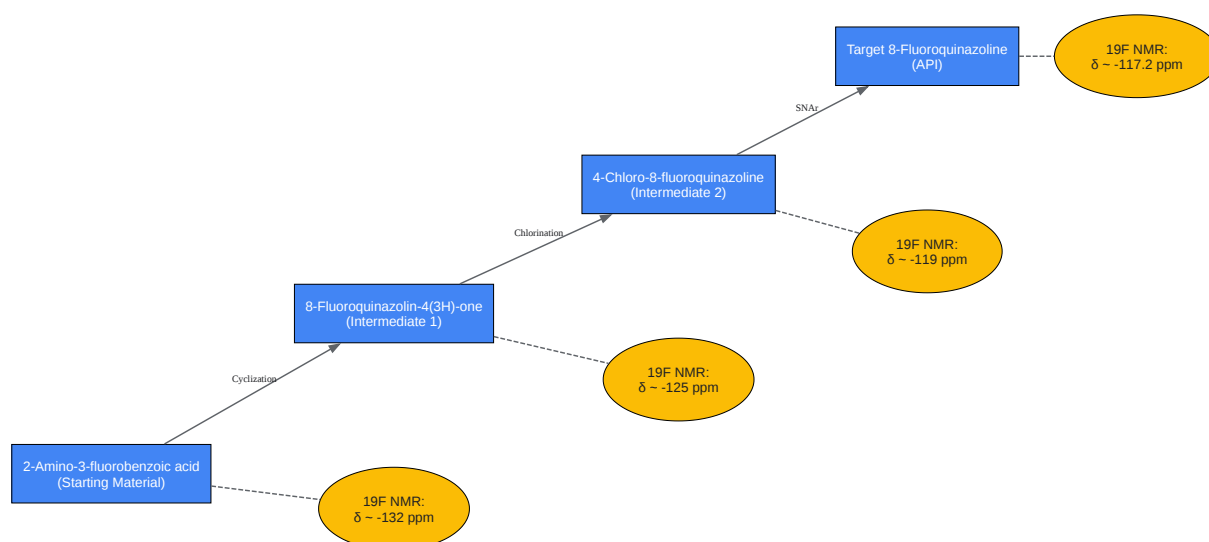 Target 8-Fluoroquinazoline
(API)
19F NMR:
δ ~ -117.2 ppm
SNAr
4-Chloro-8-fluoroquinazoline
(Intermediate 2)
Chlorination
19F NMR:
δ ~ -119 ppm
8-Fluoroquinazolin-4(3H)-one
(Intermediate 1)
Cyclization
19F NMR:
δ ~ -125 ppm
2-Amino-3-fluorobenzoic acid
(Starting Material)
19F NMR:
δ ~ -132 ppm